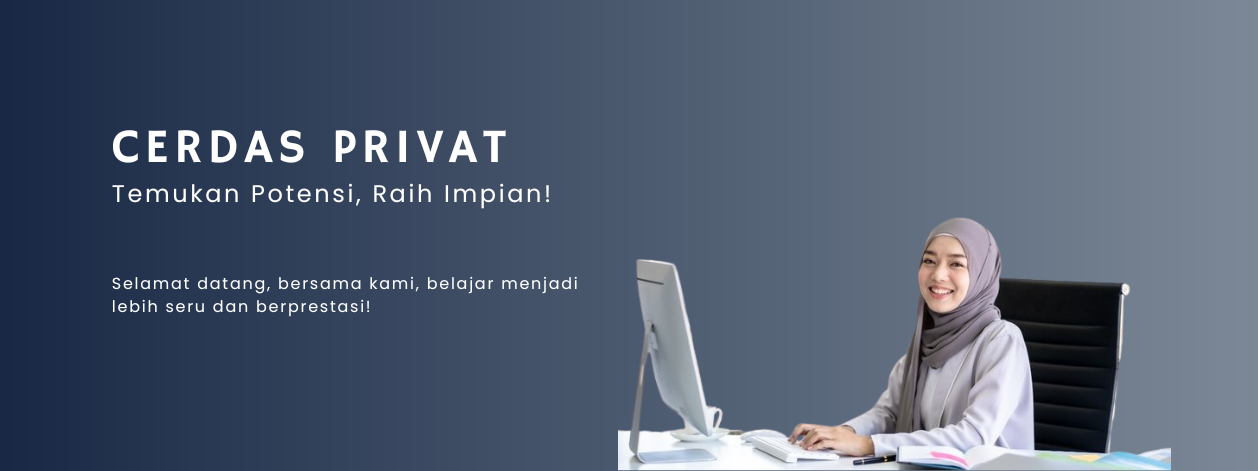 CERDAS PRIVAT
Temukan Potensi, Raih Impian!
Selamat datang, bersama kami, belajar menjadi
lebih seru dan berprestasi!